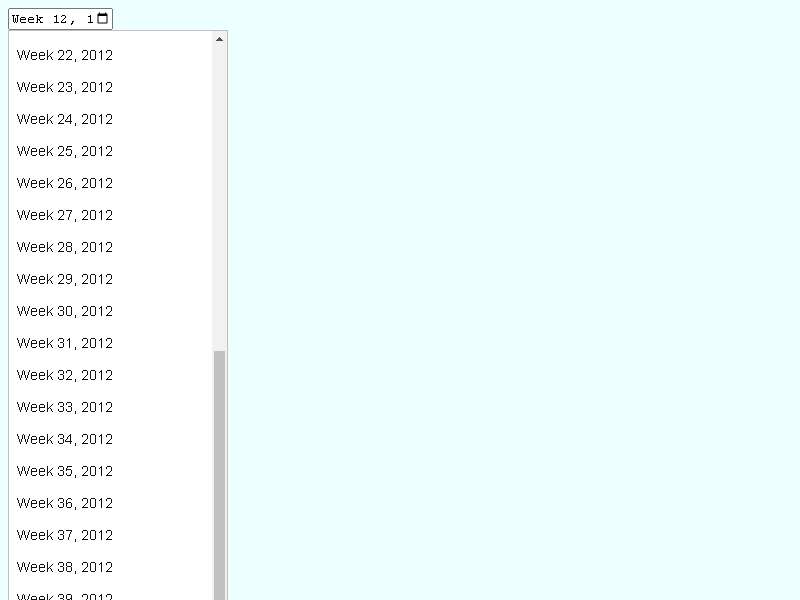 Week 12, 1
Week 22, 2012
Week 23, 2012
Week 24, 2012
Week 25, 2012
Week 26, 2012
Week 27, 2012
Week 28, 2012
Week 29, 2012
Week 30, 2012
Week 31, 2012
Week 32, 2012
Week 33, 2012
Week 34, 2012
Week 35, 2012
Week 36, 2012
Week 37, 2012
Week 38, 2012
Week 39, 2012